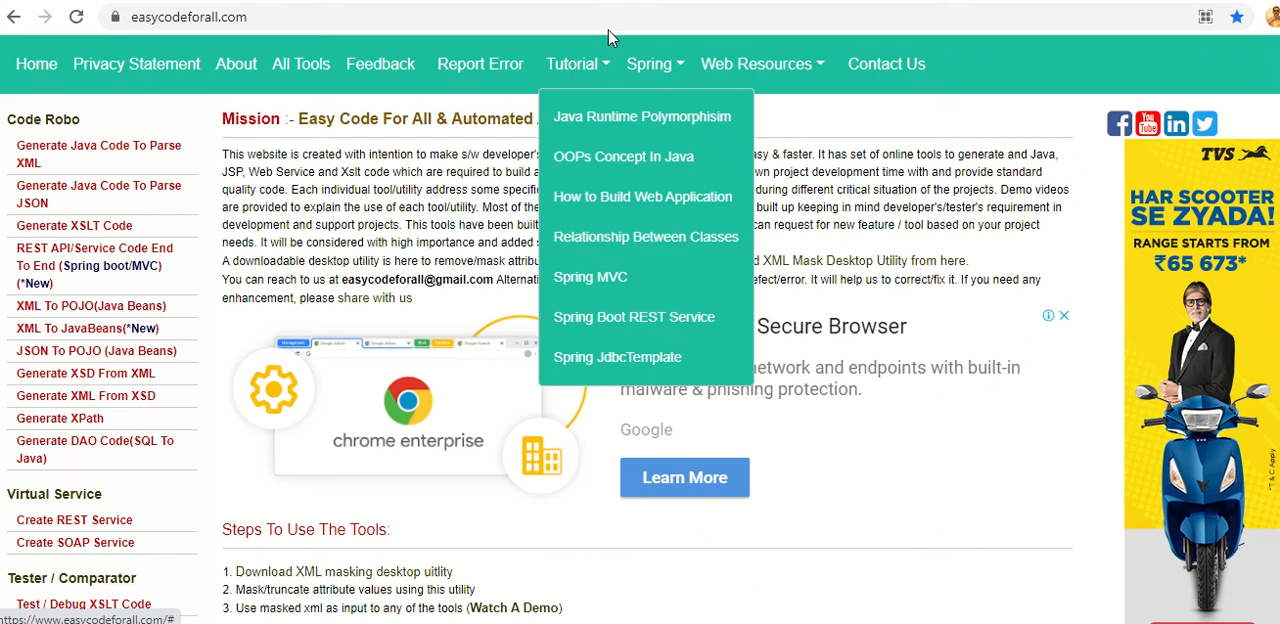 easycodeforall.com
Home Privacy Statement About All Tools Feedback Report Error Tutorial Spring Web Resources Contact Us
Code Robo
Generate Java Code To Parse
XML
Generate Java Code To Parse
JSON
Generate XSLT Code
REST API/Service Code End
To End (Spring boot/MVC)
(*New)
XML To POJO(Java Beans)
XML To JavaBeans(*New)
JSON To POJO (Java Beans)
Generate XSD From XML
Generate XML From XSD
Generate XPath
Generate DAO Code(SQL To
Java)
Virtual Service
Create REST Service
Create SOAP Service
Tester / Comparator
Test / Debug XSLT Code
https://www.easycodeforall.com/#
Java Runtime Polymorphisim
OOPs Concept In Java
How to Build Web Application
Relationship Between Classes
Spring MVC
Spring Boot REST Service
Spring JdbcTemplate
Mission :- Easy Code For All & Automated
This website is created with intention to make s/w developer's asy & faster. It has set of online tools to generate and Java,
JSP, Web Service and Xslt code which are required to build a wn project development time with and provide standard
quality code. Each individual tool/utility address some specifi during different critical situation of the projects. Demo videos
are provided to explain the use of each tool/utility. Most of the built up keeping in mind developer's/tester's requirement in
development and support projects. This tools have been built can request for new feature / tool based on your project
needs. It will be considered with high importance and added
A downloadable desktop utility is here to remove/mask attribu d XML Mask Desktop Utility from here.
You can reach to us at easycodeforall@gmail.com Alternati efect/error. It will help us to correct/fix it. If you need any
enhancement, please share with us
chrome enterprise
Secure Browser
network and endpoints with built-in
malware & phishing protection.
Google
Learn More
Steps To Use The Tools:
1. Download XML masking desktop uitlity
2. Mask/truncate attribute values using this utility
3. Use masked xml as input to any of the tools (Watch A Demo)
You
Tube
TVS
HAR SCOOTER
SE ZYADA!
RANGE STARTS FROM
₹65 673*
*T & C Apply